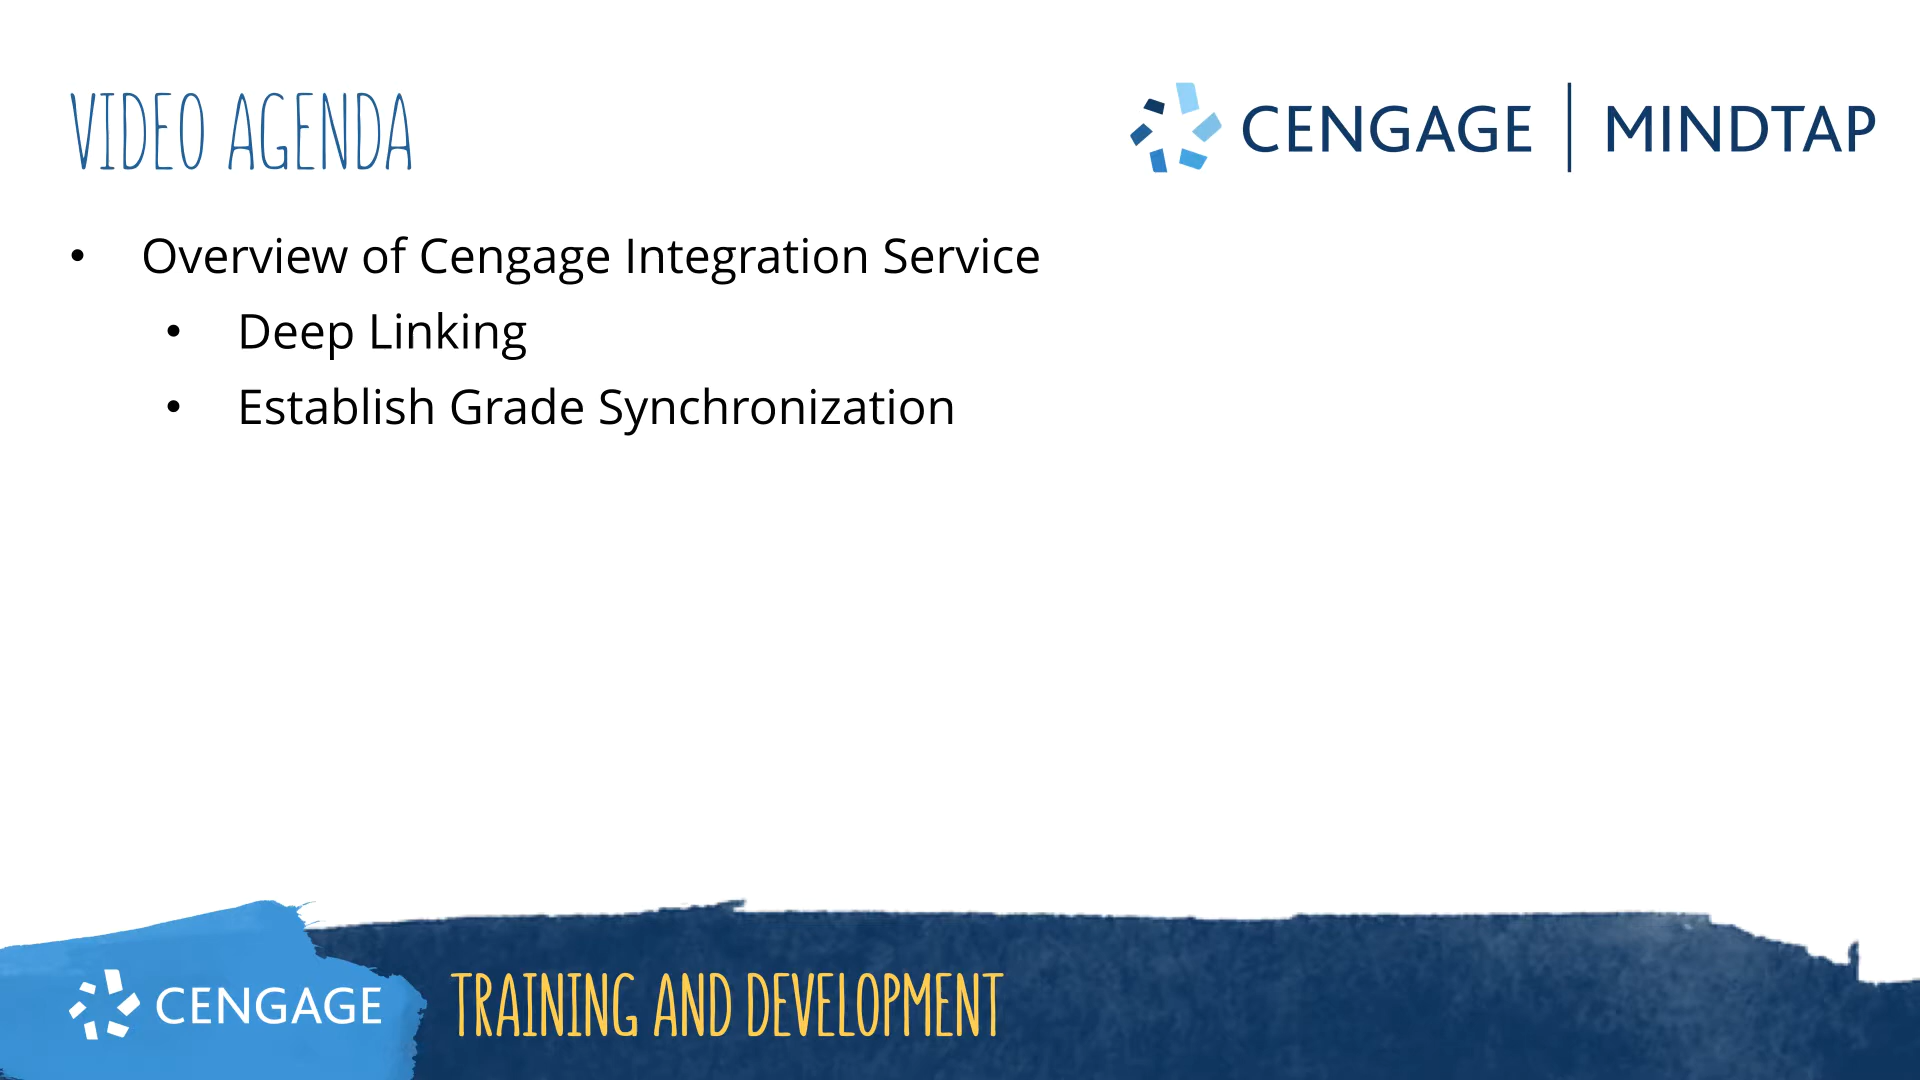 VIDEO AGENDA
CENGAGE | MINDTAP
• Overview of Cengage Integration Service
• Deep Linking
• Establish Grade Synchronization
CENGAGE
TRAINING AND DEVELOPMENT